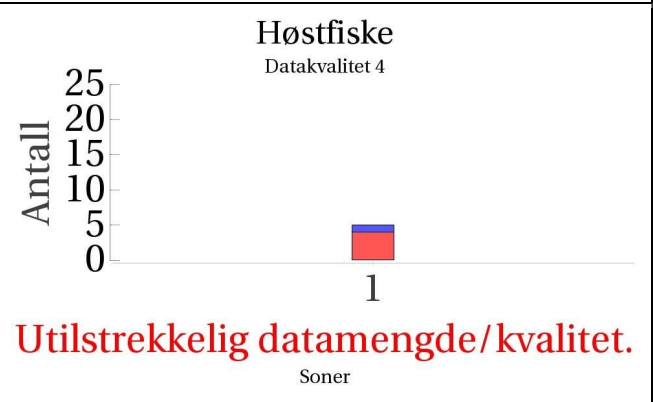 Høstfiske
Datakvalitet 4
Antall
25
20
15
10
5
0
1
Utilstrekkelig datamengde/kvalitet.
Soner